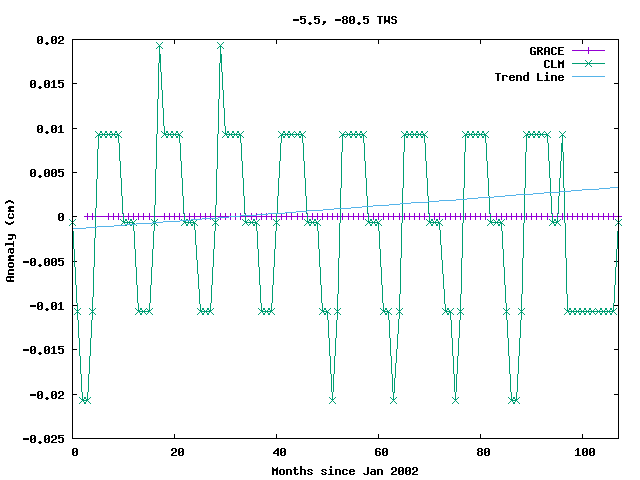 -5.5, -80.5 TWS
GRACE
CLM
Trend Line
0.02
0.015
0.01
0.005
0
-0.005
-0.01
-0.015
-0.02
-0.025
Anomaly (cm)
0 20 40 60 80 100
Months since Jan 2002